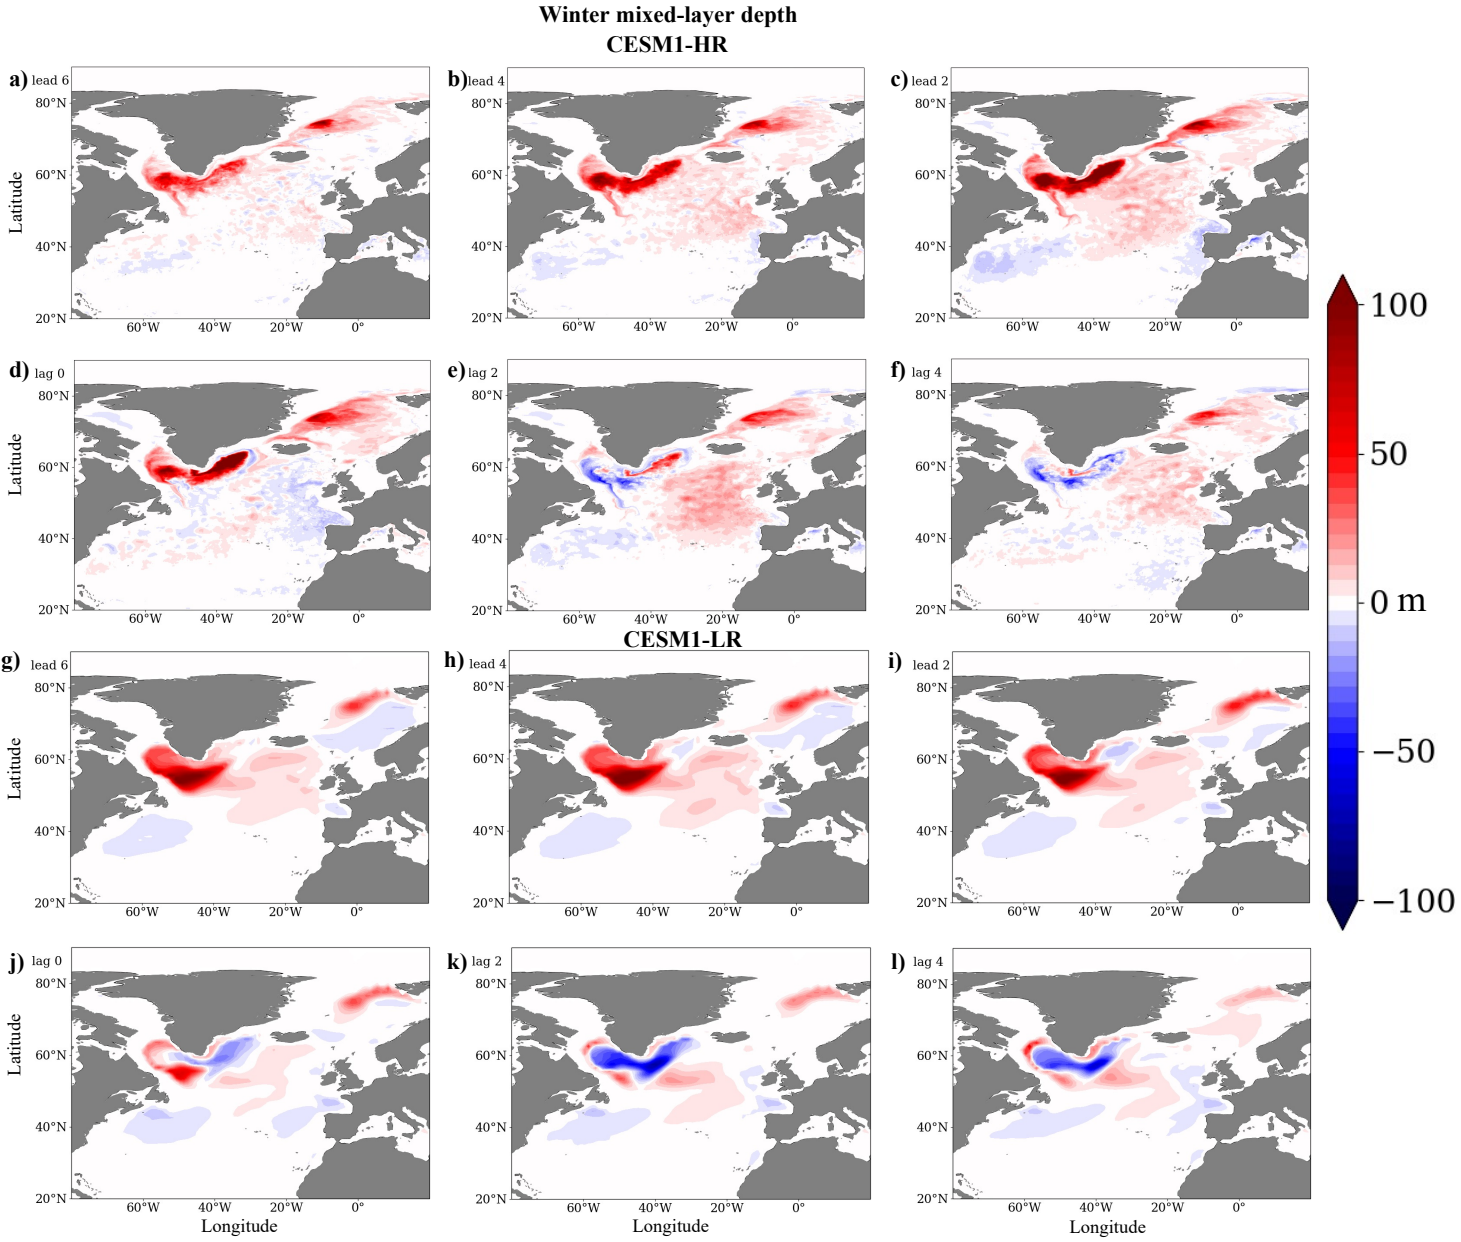 Winter mixed-layer depth
CESM1-HR
a) lead 6
b) lead 4
c) lead 2
Latitude
80°N
60°N
40°N
20°N
60°W 40°W 20°W 0°
80°N
60°N
40°N
20°N
60°W 40°W 20°W 0°
80°N
60°N
40°N
20°N
60°W 40°W 20°W 0°
d) lag 0
e) lag 2
f) lag 4
Latitude
80°N
60°N
40°N
20°N
60°W 40°W 20°W 0°
80°N
60°N
40°N
20°N
60°W 40°W 20°W 0°
80°N
60°N
40°N
20°N
60°W 40°W 20°W 0°
CESM1-LR
g) lead 6
h) lead 4
i) lead 2
Latitude
80°N
60°N
40°N
20°N
60°W 40°W 20°W 0°
80°N
60°N
40°N
20°N
60°W 40°W 20°W 0°
80°N
60°N
40°N
20°N
60°W 40°W 20°W 0°
j) lag 0
k) lag 2
l) lag 4
Latitude
80°N
60°N
40°N
20°N
60°W 40°W 20°W 0°
Longitude
80°N
60°N
40°N
20°N
60°W 40°W 20°W 0°
Longitude
80°N
60°N
40°N
20°N
60°W 40°W 20°W 0°
Longitude
100
50
0 m
−50
−100